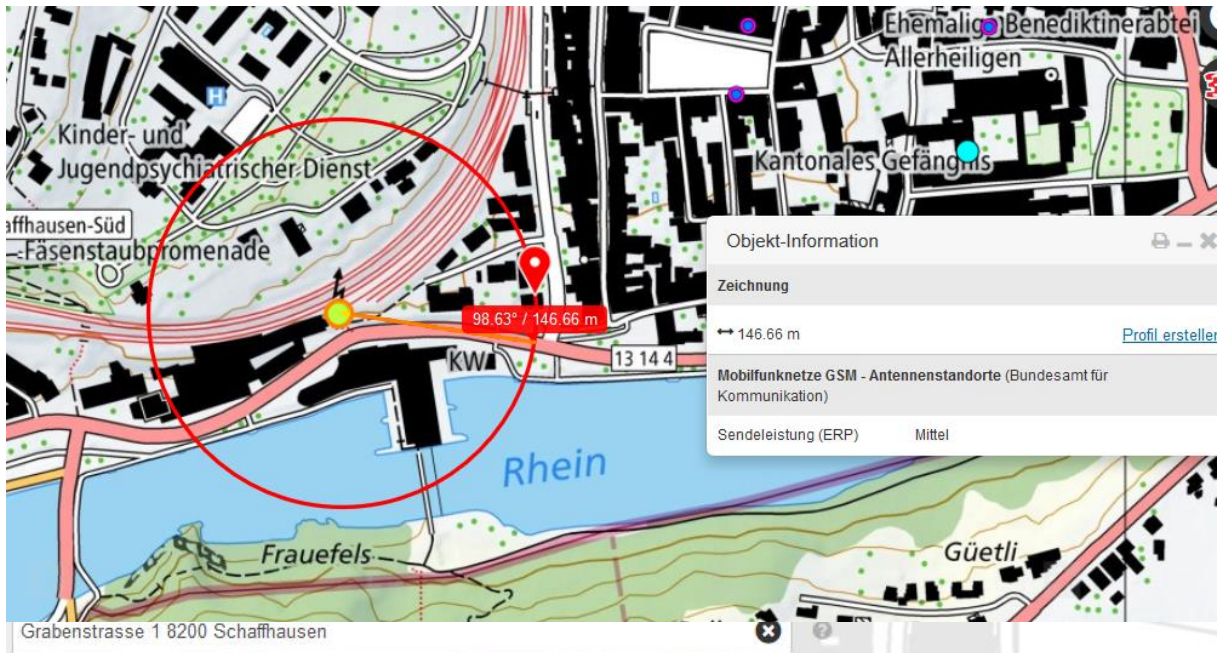 Ehemalige Benediktinerabtei
Allerheiligen
H
Kinder- und
Jugendpsychiatrischer Dienst
Kantonales Gefängnis
affhausen-Süd
Fäsenstaubpromenade
98.63° / 146.66 m
KW
13 14 4
Rhein
Frauefels
Güetli
Objekt-Information
Zeichnung
146.66 m
Profil erstellen
Mobilfunknetze GSM - Antennenstandorte (Bundesamt für
Kommunikation)
Sendeleistung (ERP) Mittel
Grabenstrasse 1 8200 Schaffhausen